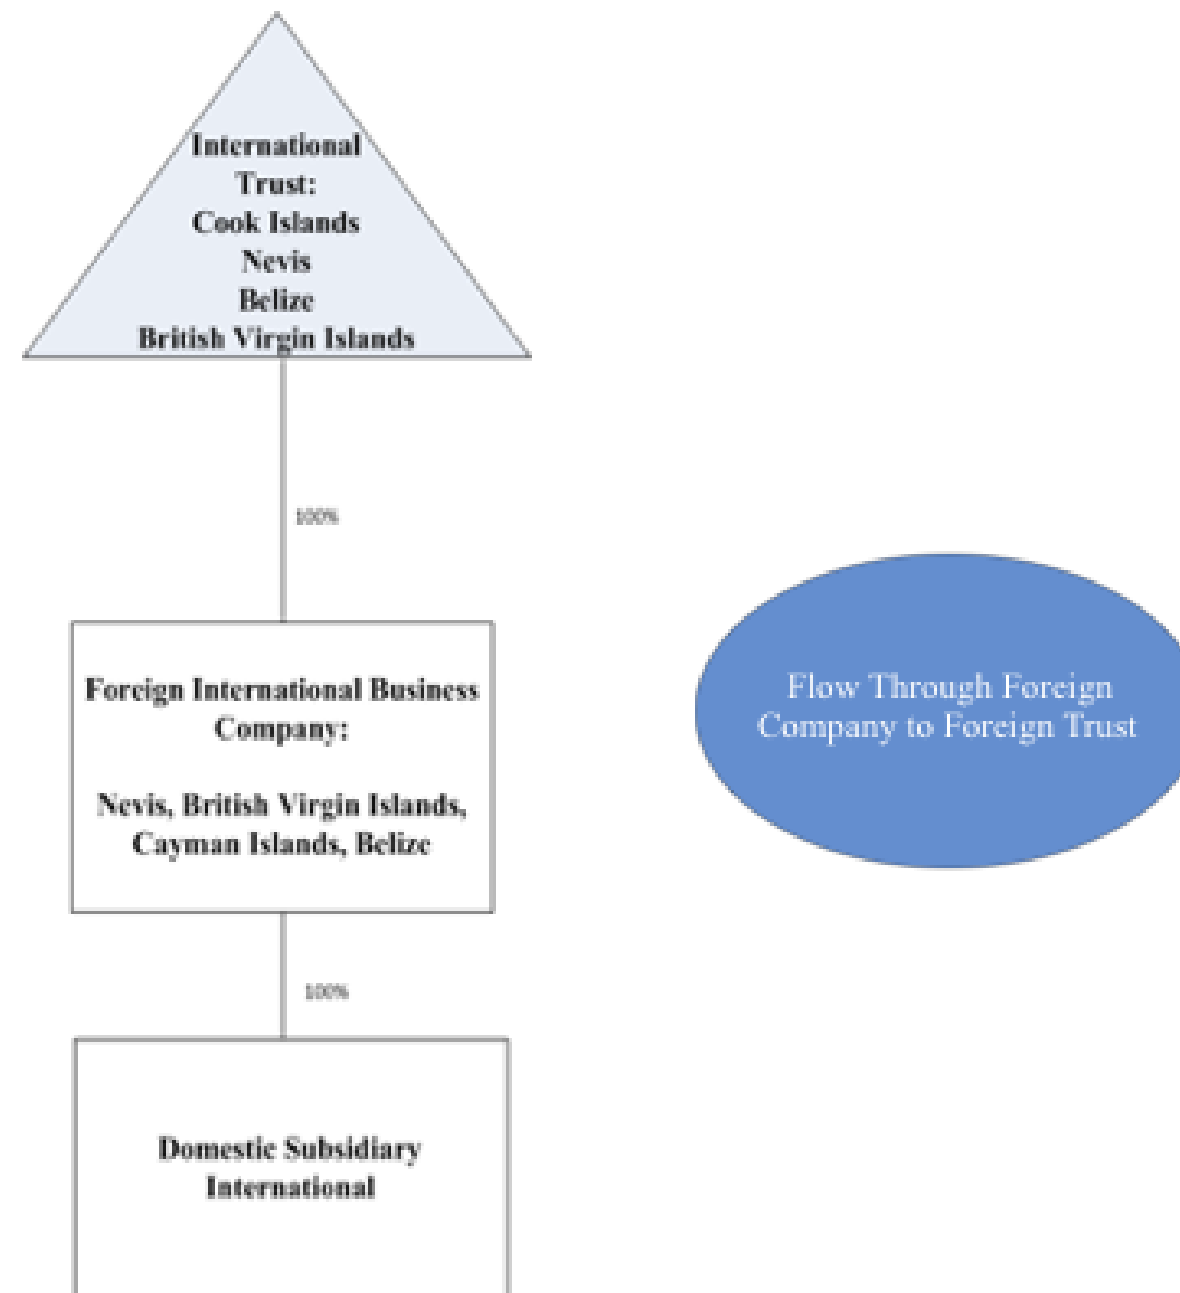 International
Trust:
Cook Islands
Nevis
Belize
British Virgin Islands
100%
Foreign International Business
Company:
Nevis, British Virgin Islands,
Cayman Islands, Belize
Flow Through Foreign
Company to Foreign Trust
100%
Domestic Subsidiary
International